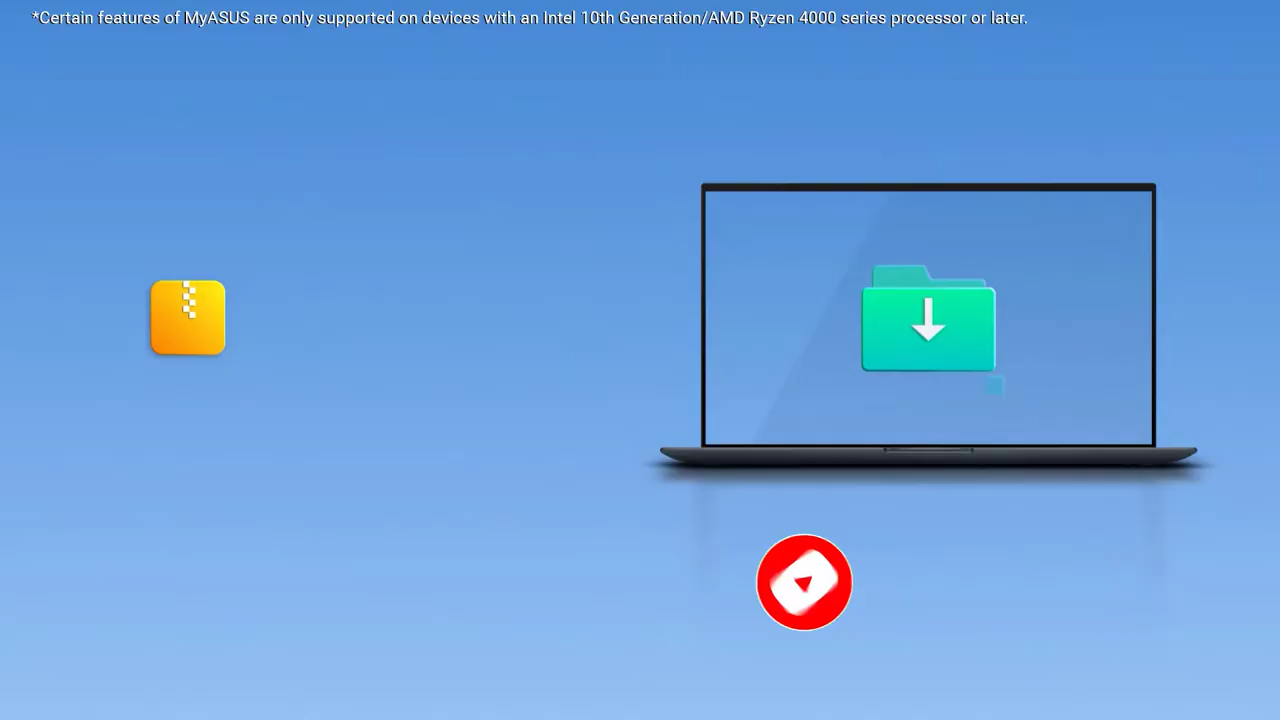 *Certain features of MyASUS are only supported on devices with an Intel 10th Generation/AMD Ryzen 4000 series processor or later.